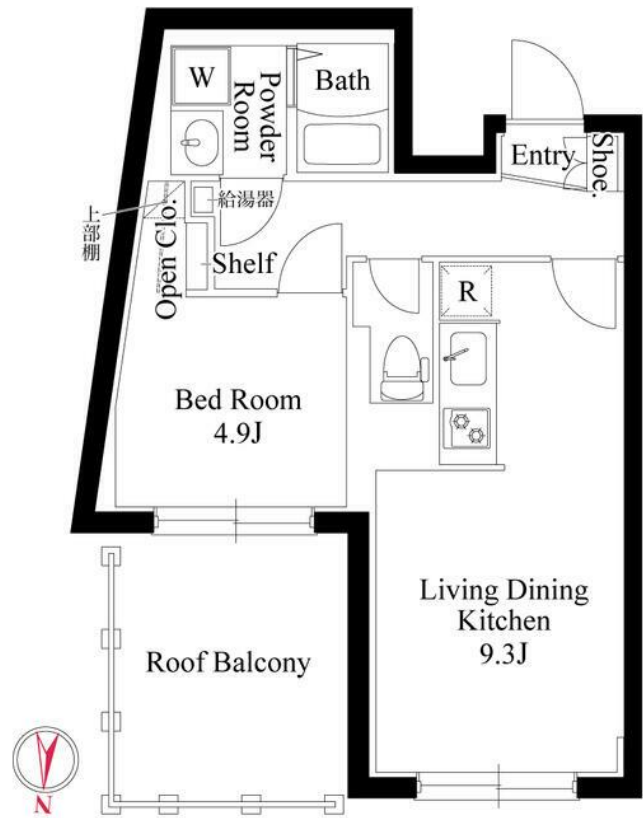 W
Powder
Room
Bath
Entry
Shoe.
上部棚
給湯器
Open Clo.
Shelf
R
Bed Room
4.9J
Living Dining
Kitchen
9.3J
Roof Balcony
N